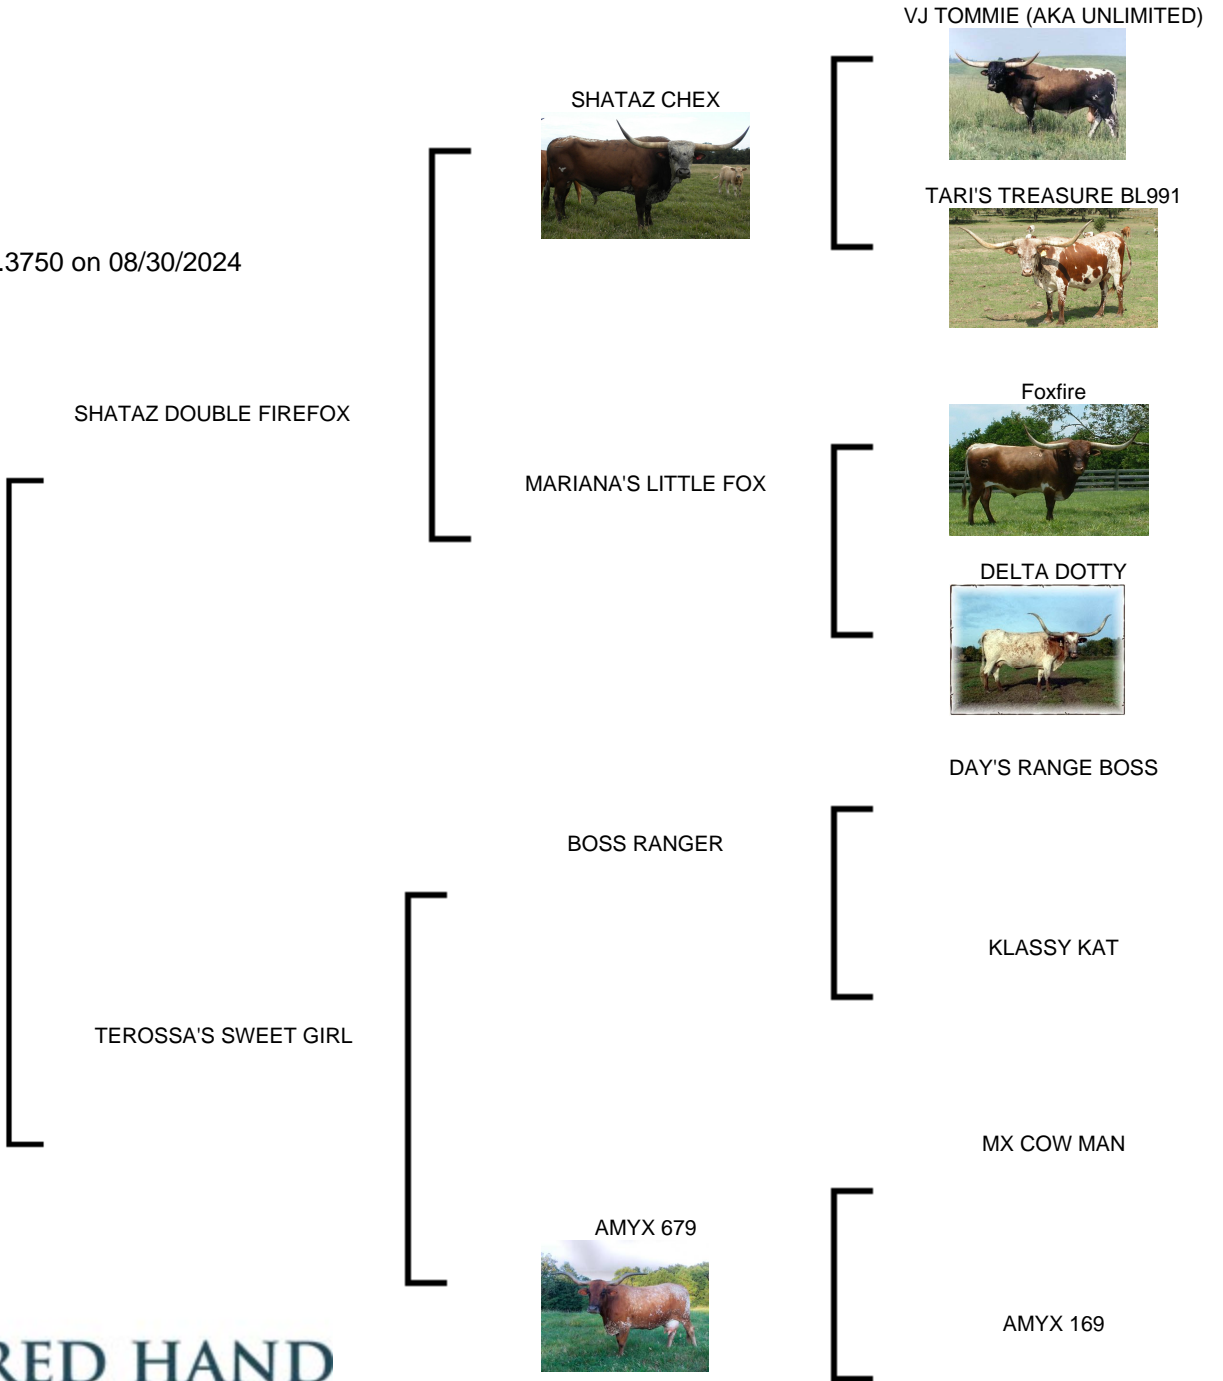 VJ TOMMIE (AKA UNLIMITED)
SHATAZ CHEX
TARI'S TREASURE BL991
.3750 on 08/30/2024
Foxfire
SHATAZ DOUBLE FIREFOX
MARIANA'S LITTLE FOX
DELTA DOTTY
DAY'S RANGE BOSS
BOSS RANGER
KLASSY KAT
TEROSSA'S SWEET GIRL
MX COW MAN
AMYX 679
AMYX 169
RED HAND